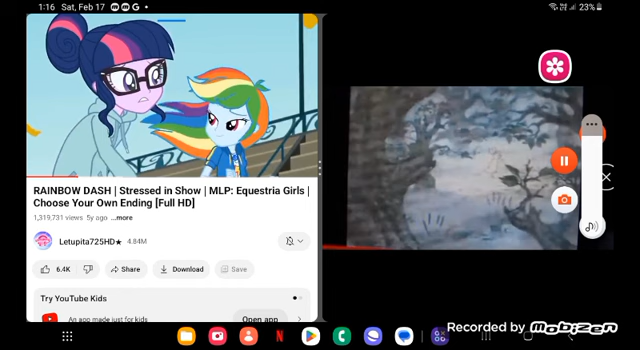 1:16 Sat, Feb 17
23%
RAINBOW DASH | Stressed in Show | MLP: Equestria Girls |
Choose Your Own Ending [Full HD]
1,319,731 views 5y ago ...more
Letupita725HD★ 4.84M
6.4K Share Download Save
Try YouTube Kids
An app made just for kids Open app
Recorded by Mobizen